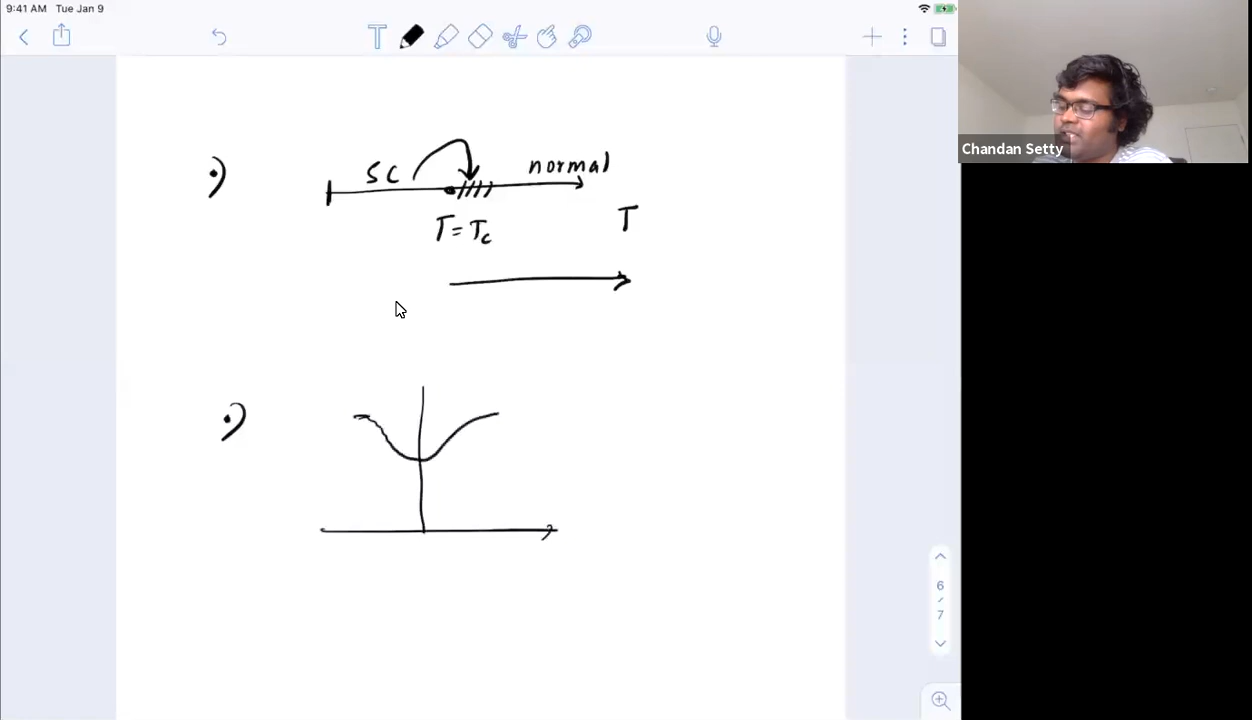 9:41 AM Tue Jan 9
Chandan Setty
SC normal
T = Tc T
6
7